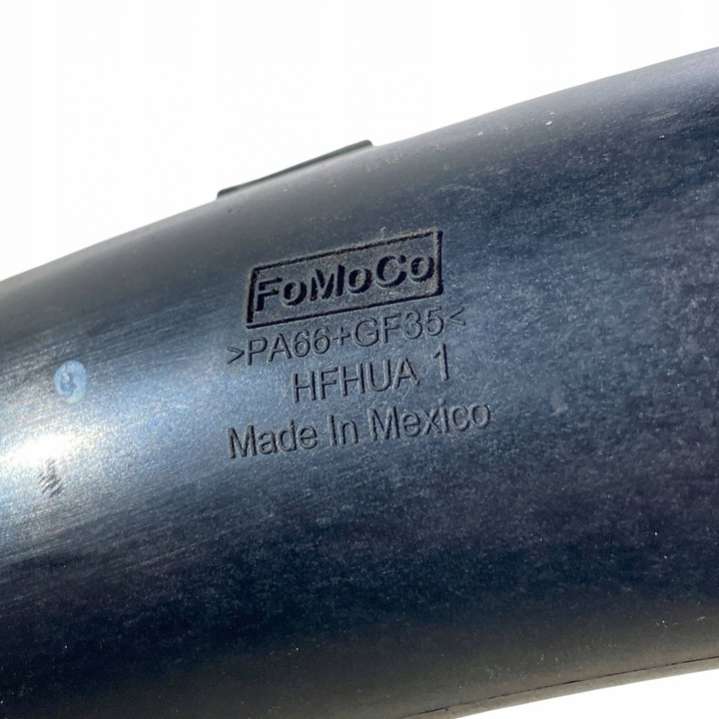 FoMoCo
>PA66+GF35<
HFHUA 1
Made In Mexico